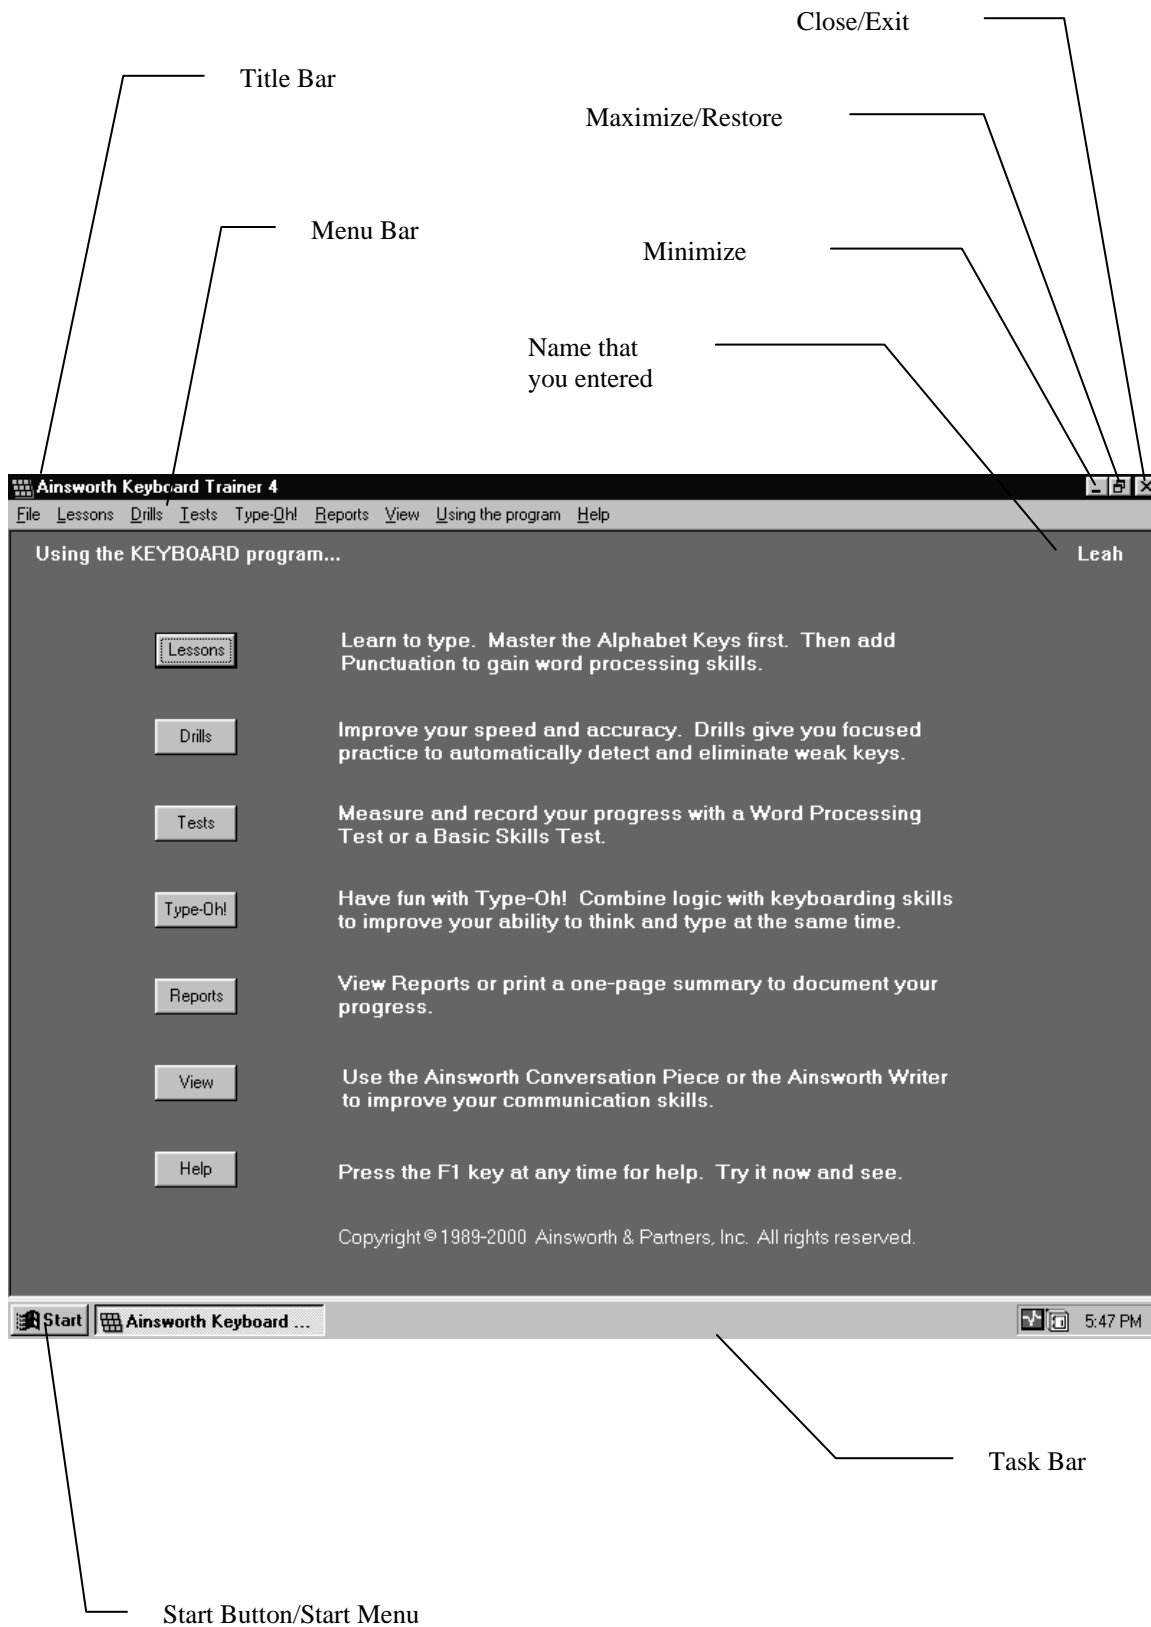 Close/Exit
Title Bar
Maximize/Restore
Menu Bar
Minimize
Name that
you entered
Ainsworth Keyboard Trainer 4
File Lessons Drills Tests Type-Oh! Reports View Using the program Help
Using the KEYBOARD program... Leah
Lessons
Learn to type. Master the Alphabet Keys first. Then add
Punctuation to gain word processing skills.
Drills
Improve your speed and accuracy. Drills give you focused
practice to automatically detect and eliminate weak keys.
Tests
Measure and record your progress with a Word Processing
Test or a Basic Skills Test.
Type-Oh!
Have fun with Type-Oh! Combine logic with keyboarding skills
to improve your ability to think and type at the same time.
Reports
View Reports or print a one-page summary to document your
progress.
View
Use the Ainsworth Conversation Piece or the Ainsworth Writer
to improve your communication skills.
Help
Press the F1 key at any time for help. Try it now and see.
Copyright © 1989-2000 Ainsworth & Partners, Inc. All rights reserved.
Start Ainsworth Keyboard ... 5:47 PM
Task Bar
Start Button/Start Menu